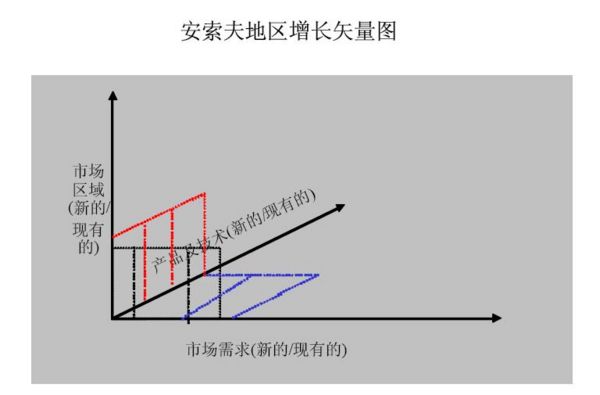 安索夫地区增长矢量图
市场
区域
(新的/
现有
的)
产品及技术(新的/现有的)
市场需求(新的/现有的)